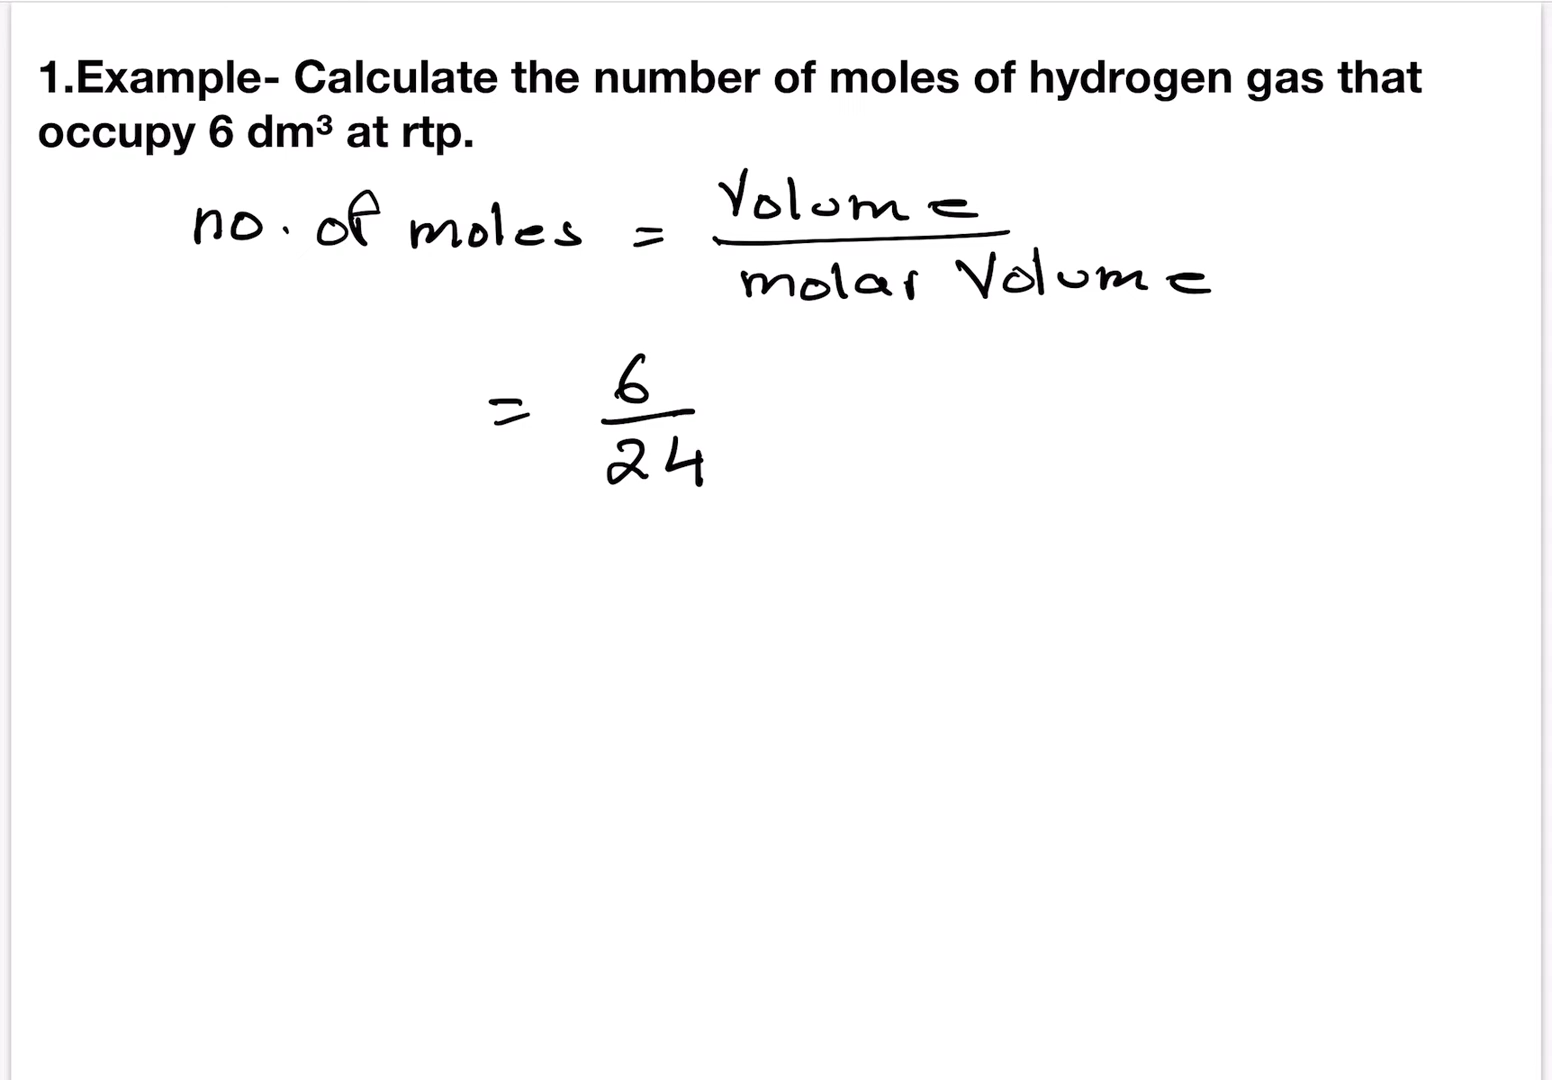 1.Example- Calculate the number of moles of hydrogen gas that
occupy 6 dm³ at rtp.
no. of moles = Volume
molar Volume
= 6
24